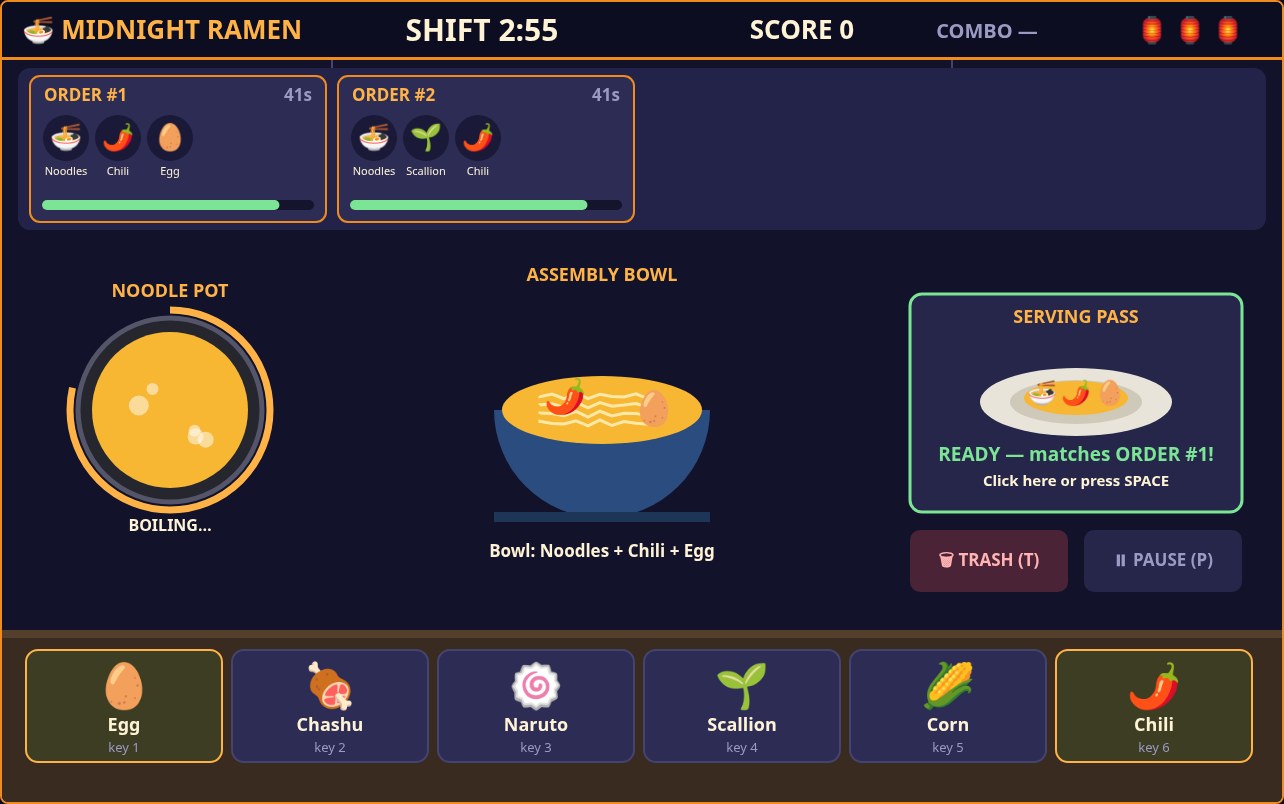 MIDNIGHT RAMEN SHIFT 2:55 SCORE 0 COMBO —
ORDER #1 41s
Noodles Chili Egg
ORDER #2 41s
Noodles Scallion Chili
NOODLE POT
BOILING...
ASSEMBLY BOWL
Bowl: Noodles + Chili + Egg
SERVING PASS
READY — matches ORDER #1!
Click here or press SPACE
TRASH (T)
PAUSE (P)
Egg
key 1
Chashu
key 2
Naruto
key 3
Scallion
key 4
Corn
key 5
Chili
key 6